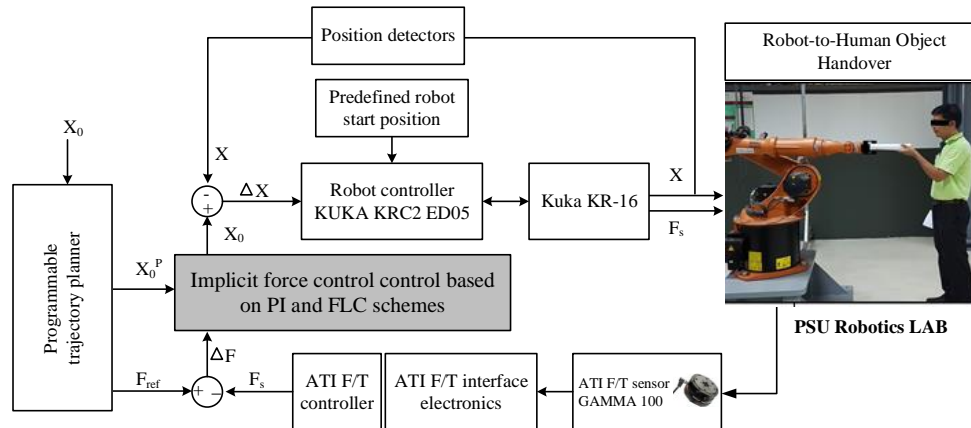 Position detectors
Robot-to-Human Object
Handover
Predefined robot
start position
X₀
X
ΔX
Robot controller
KUKA KRC2 ED05
Kuka KR-16
X
Fₛ
-
+
X₀
Programmable
trajectory planner
X₀ᴾ
Implicit force control control based
on PI and FLC schemes
PSU Robotics LAB
ΔF
F_ref
+
−
Fₛ
ATI F/T
controller
ATI F/T interface
electronics
ATI F/T sensor
GAMMA 100